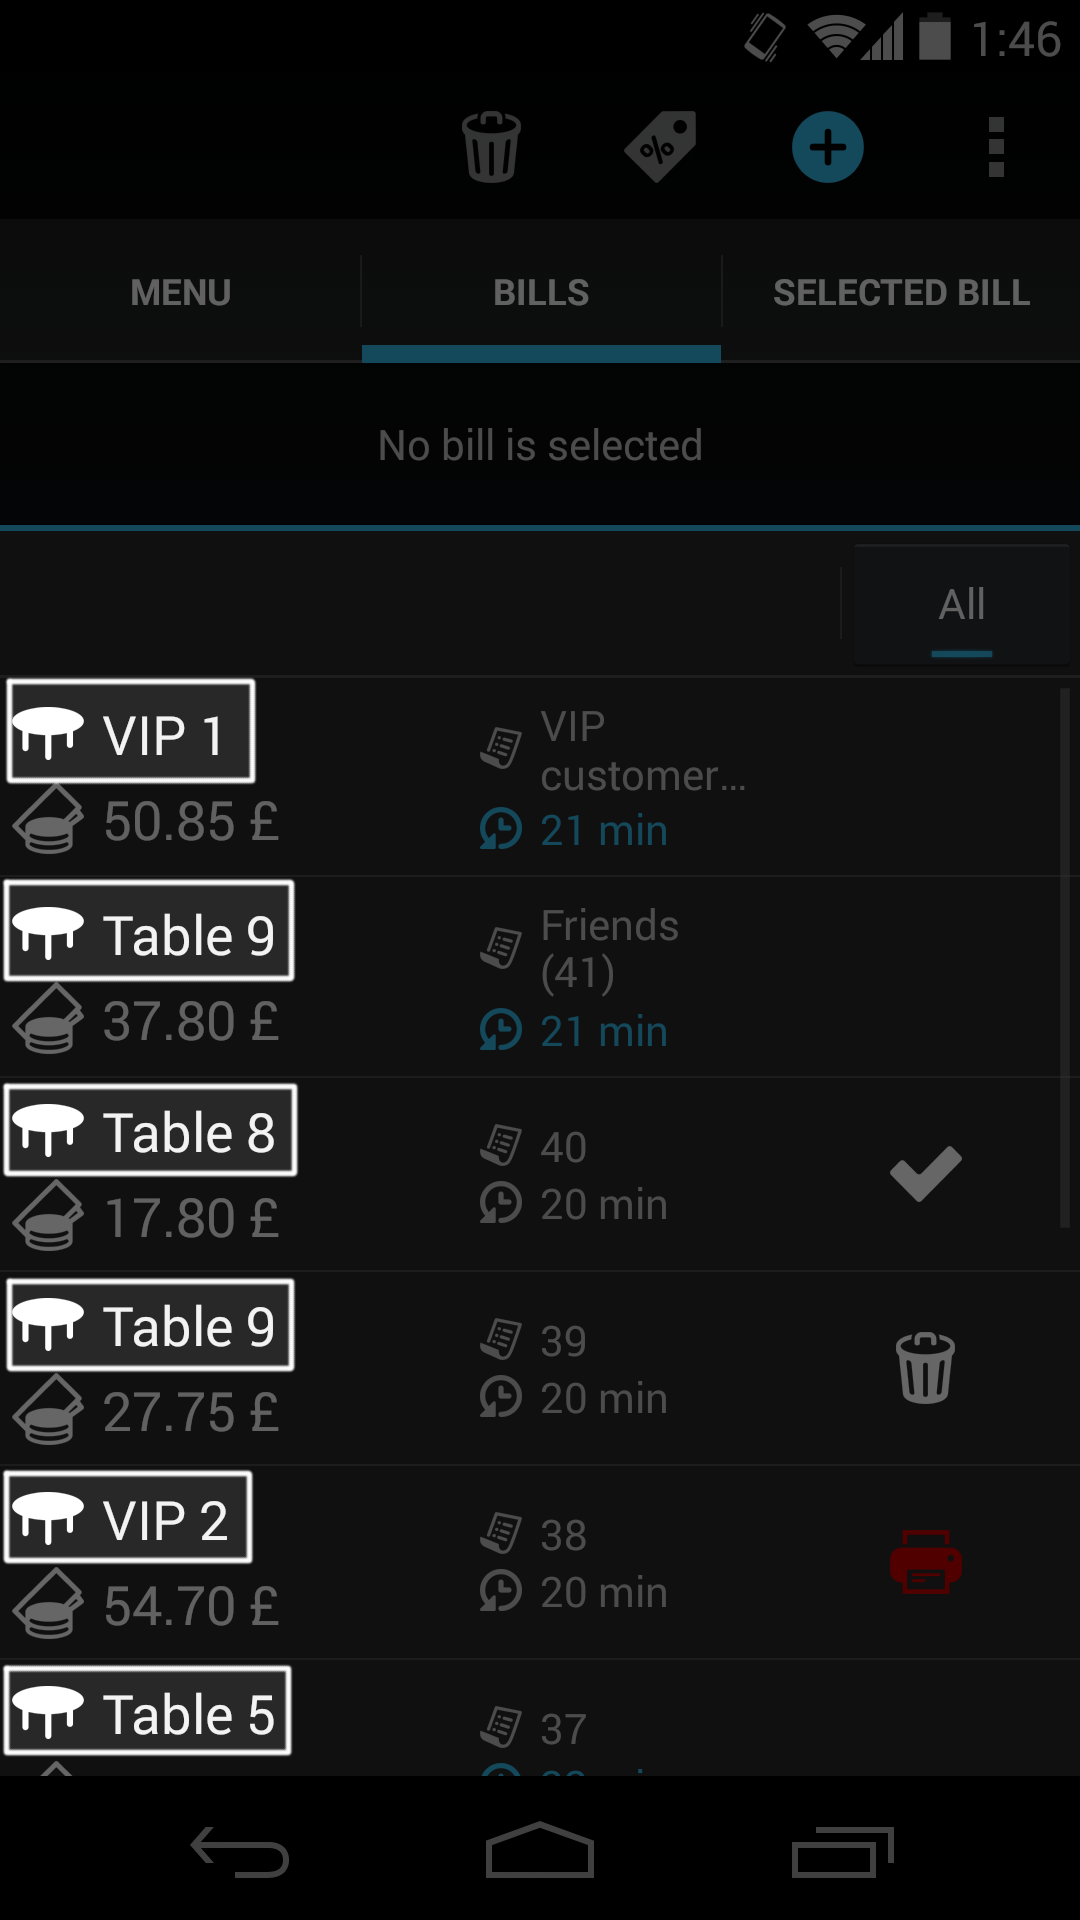 1:46
MENU
BILLS
SELECTED BILL
No bill is selected
All
VIP 1
VIP
customer...
50.85 £
21 min
Table 9
Friends
(41)
37.80 £
21 min
Table 8
40
17.80 £
20 min
Table 9
39
27.75 £
20 min
VIP 2
38
54.70 £
20 min
Table 5
37